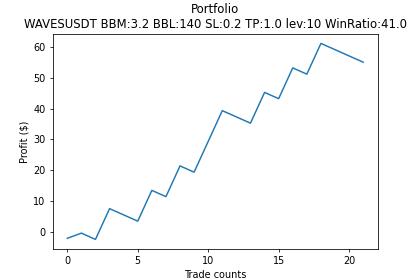 Portfolio
WAVESUSDT BBM:3.2 BBL:140 SL:0.2 TP:1.0 lev:10 WinRatio:41.0
60
50
40
30
20
10
0
Profit ($)
0 5 10 15 20
Trade counts